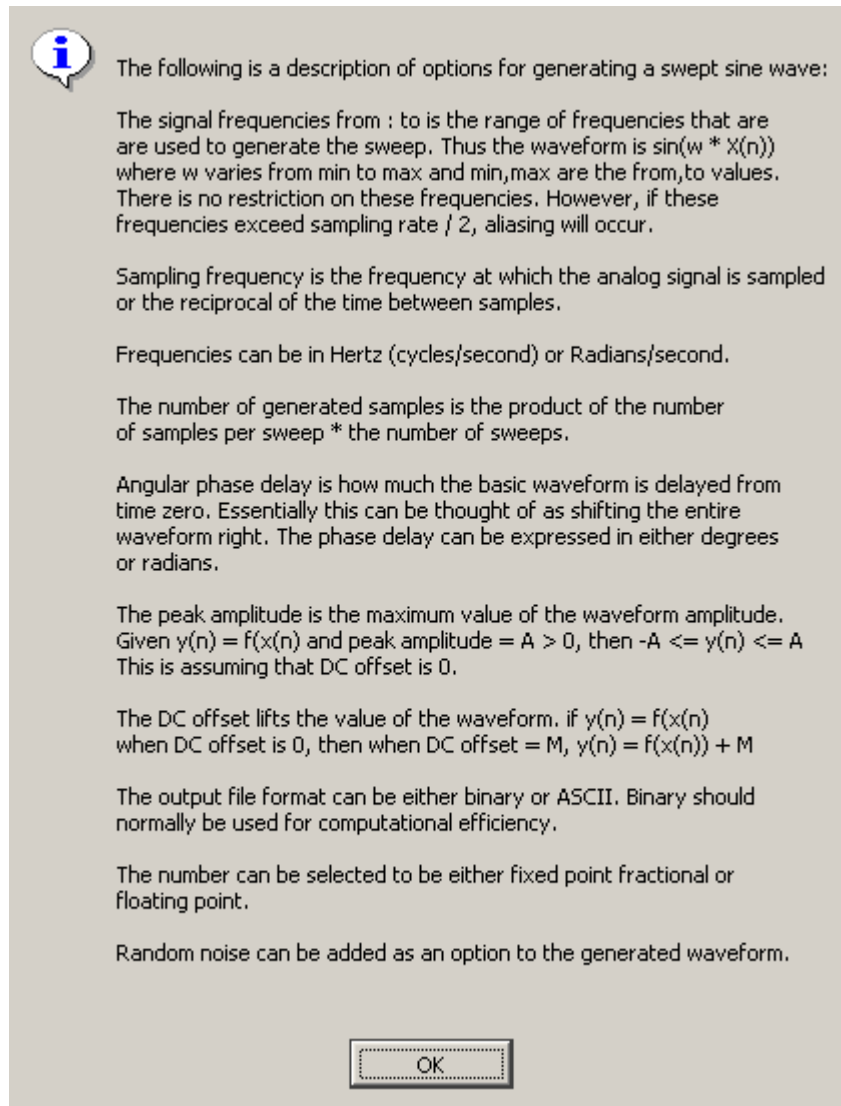 The following is a description of options for generating a swept sine wave:
The signal frequencies from : to is the range of frequencies that are
are used to generate the sweep. Thus the waveform is sin(w * X(n))
where w varies from min to max and min,max are the from,to values.
There is no restriction on these frequencies. However, if these
frequencies exceed sampling rate / 2, aliasing will occur.
Sampling frequency is the frequency at which the analog signal is sampled
or the reciprocal of the time between samples.
Frequencies can be in Hertz (cycles/second) or Radians/second.
The number of generated samples is the product of the number
of samples per sweep * the number of sweeps.
Angular phase delay is how much the basic waveform is delayed from
time zero. Essentially this can be thought of as shifting the entire
waveform right. The phase delay can be expressed in either degrees
or radians.
The peak amplitude is the maximum value of the waveform amplitude.
Given y(n) = f(x(n) and peak amplitude = A > 0, then -A <= y(n) <= A
This is assuming that DC offset is 0.
The DC offset lifts the value of the waveform. if y(n) = f(x(n)
when DC offset is 0, then when DC offset = M, y(n) = f(x(n)) + M
The output file format can be either binary or ASCII. Binary should
normally be used for computational efficiency.
The number can be selected to be either fixed point fractional or
floating point.
Random noise can be added as an option to the generated waveform.
OK